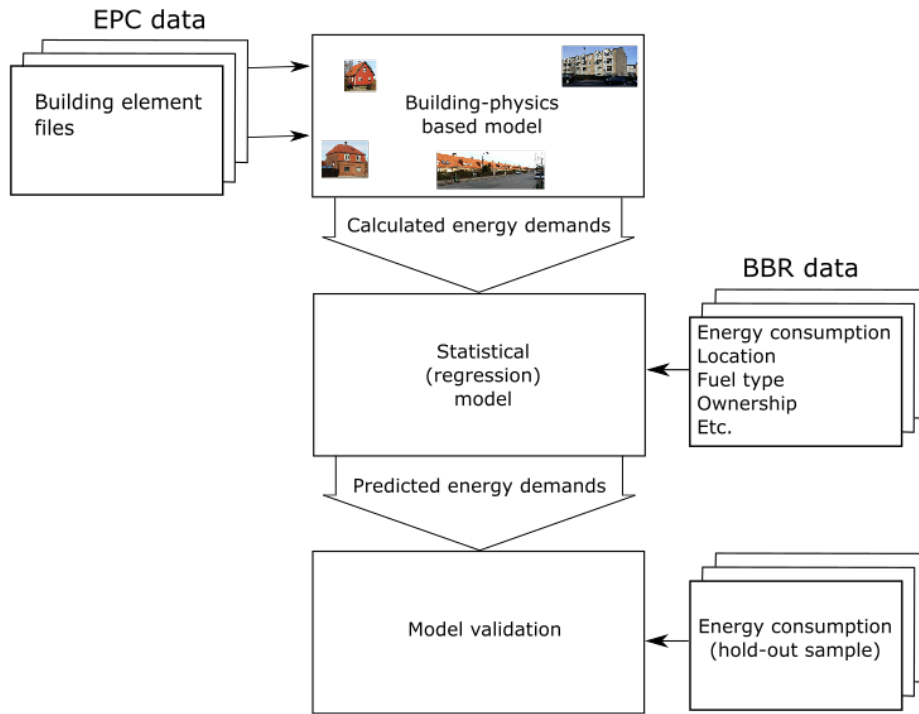 EPC data
Building element
files
Building-physics
based model
Calculated energy demands
BBR data
Statistical
(regression)
model
Energy consumption
Location
Fuel type
Ownership
Etc.
Predicted energy demands
Model validation
Energy consumption
(hold-out sample)